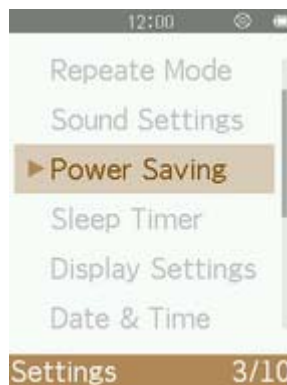 12:00
Repeate Mode
Sound Settings
Power Saving
Sleep Timer
Display Settings
Date & Time
Settings 3/10